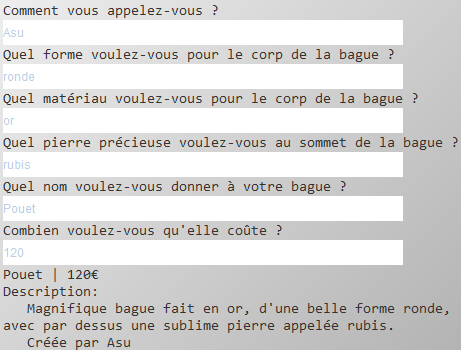 Comment vous appelez-vous ?
Asu
Quel forme voulez-vous pour le corp de la bague ?
ronde
Quel matériau voulez-vous pour le corp de la bague ?
or
Quel pierre précieuse voulez-vous au sommet de la bague ?
rubis
Quel nom voulez-vous donner à votre bague ?
Pouet
Combien voulez-vous qu'elle coûte ?
120
Pouet | 120€
Description:
Magnifique bague fait en or, d'une belle forme ronde,
avec par dessus une sublime pierre appelée rubis.
Créée par Asu